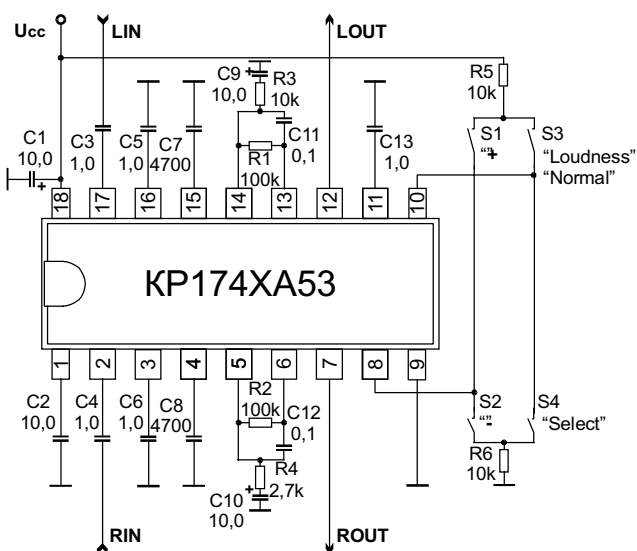 Ucc LIN LOUT
C9 + R3
10,0 10k
R5
10k
C1
10,0
+
C3
1,0
C5
1,0
C7
4700
C11
0,1
R1
100k
C13
1,0
S1
“+”
S3
“Loudness”
“Normal”
18 17 16 15 14 13 12 11 10
КР174ХА53
1 2 3 4 5 6 7 8 9
C2
10,0
C4
1,0
C6
1,0
C8
4700
R2
100k
C12
0,1
R4
2,7k
+
C10
10,0
S2
“-”
S4
“Select”
R6
10k
RIN ROUT